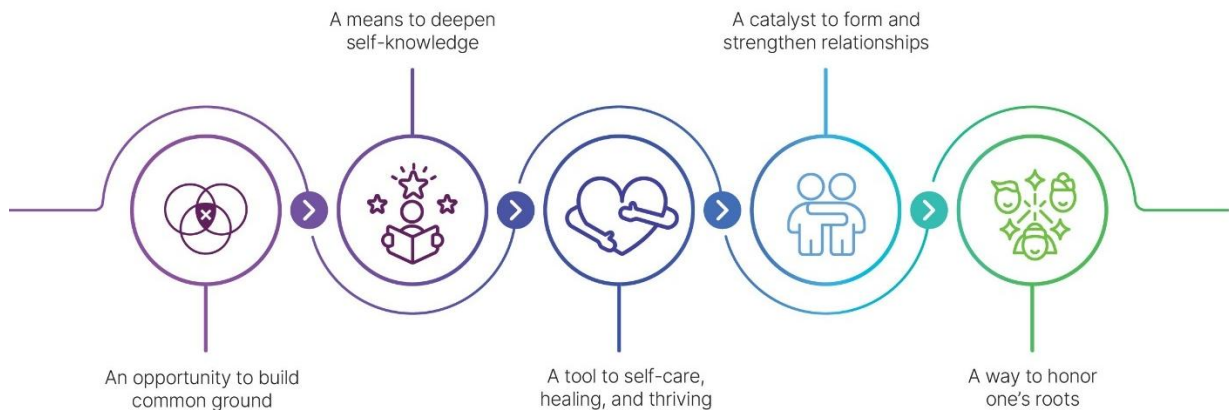 An opportunity to build
common ground
A means to deepen
self-knowledge
A tool to self-care,
healing, and thriving
A catalyst to form and
strengthen relationships
A way to honor
one's roots